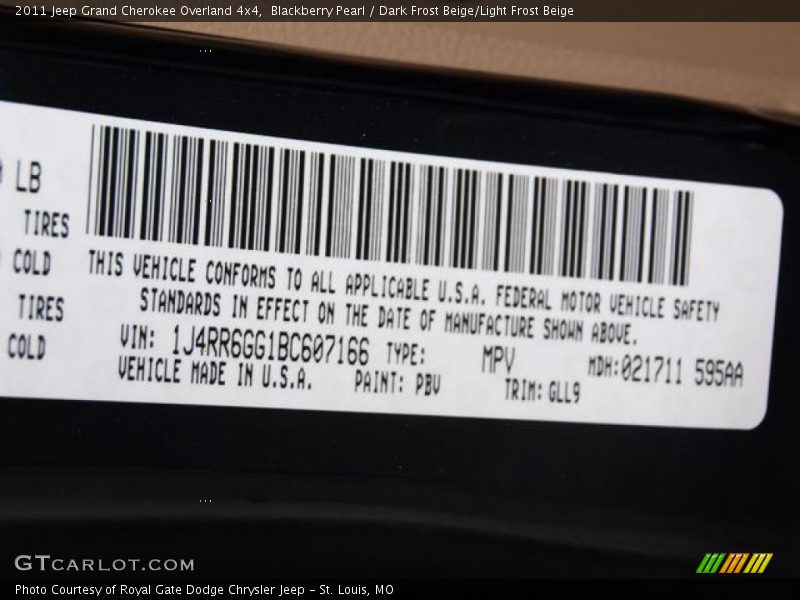 2011 Jeep Grand Cherokee Overland 4x4,  Blackberry Pearl / Dark Frost Beige/Light Frost Beige
LB
TIRES
COLD
TIRES
COLD
THIS VEHICLE CONFORMS TO ALL APPLICABLE U.S.A. FEDERAL MOTOR VEHICLE SAFETY
STANDARDS IN EFFECT ON THE DATE OF MANUFACTURE SHOWN ABOVE.
VIN: 1J4RR6GG1BC607166 TYPE: MPV MDH:021711 595AA
VEHICLE MADE IN U.S.A. PAINT: PBV TRIM: GLL9
GTCARLOT.COM
Photo Courtesy of Royal Gate Dodge Chrysler Jeep - St. Louis, MO